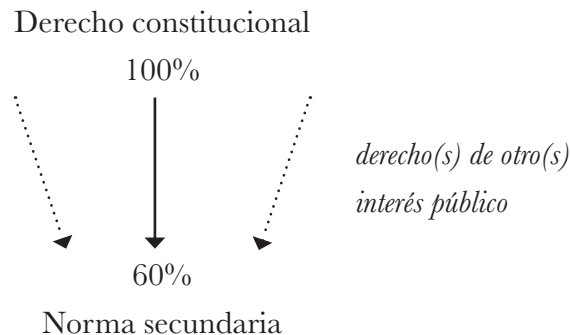 Derecho constitucional
100%
derecho(s) de otro(s)
interés público
60%
Norma secundaria